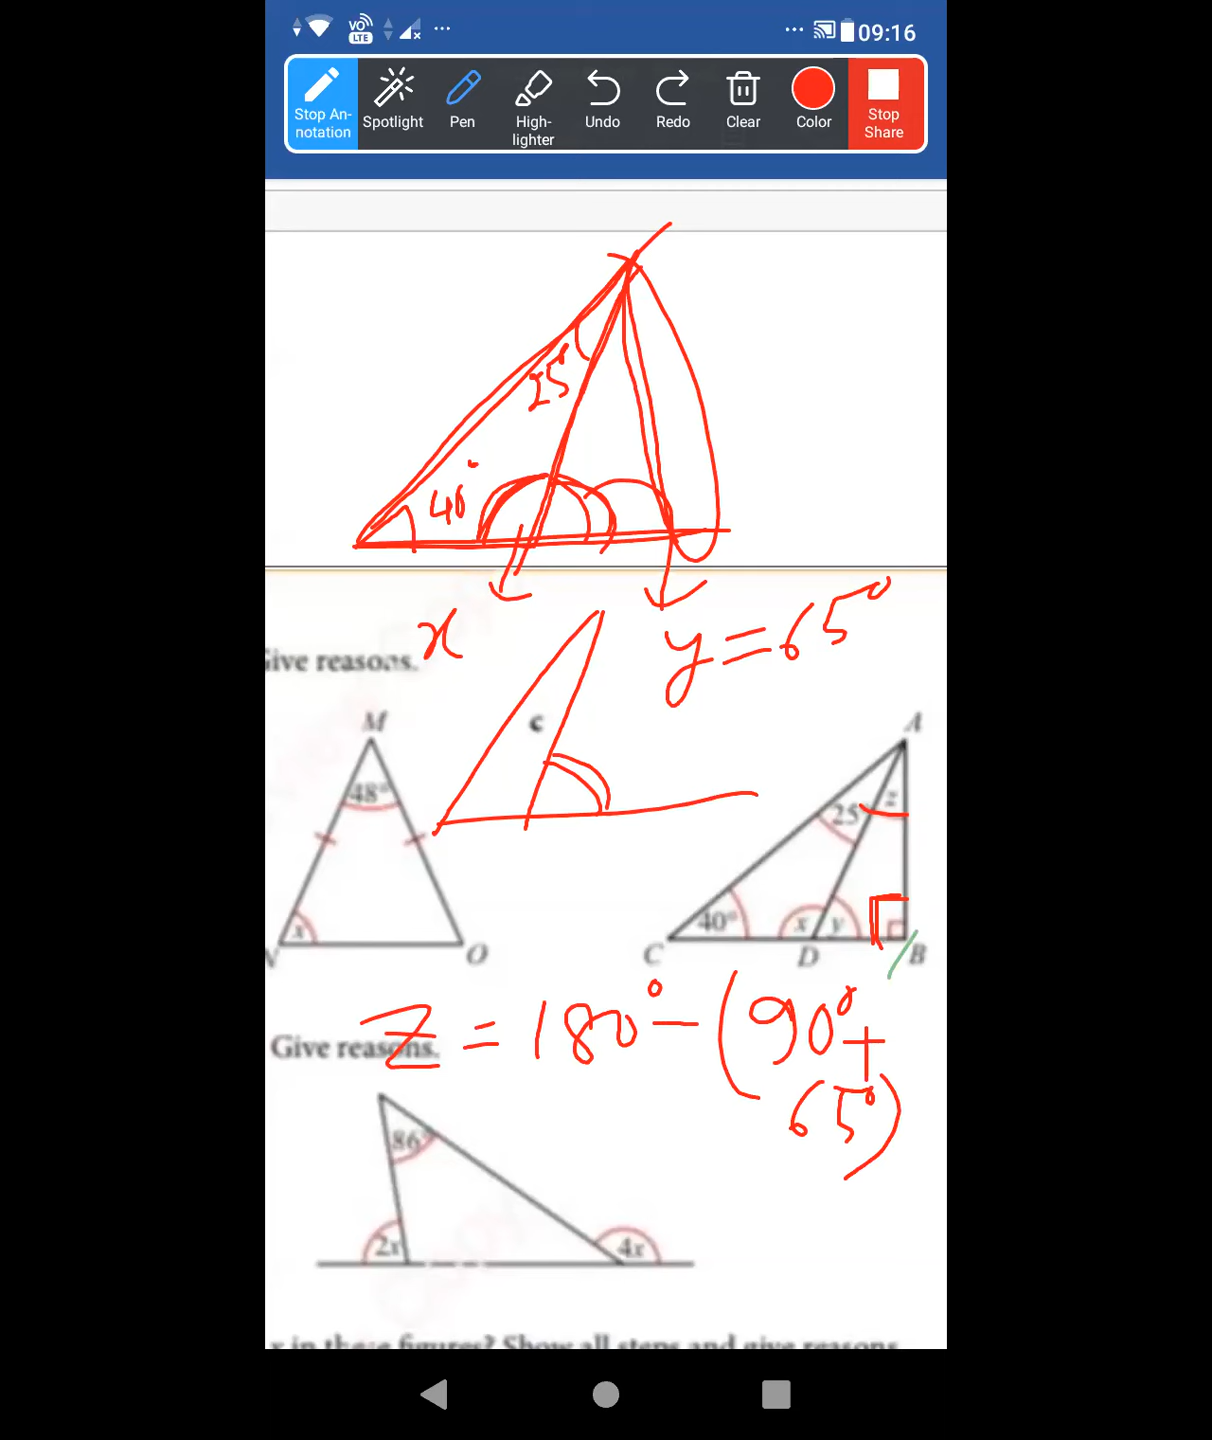 VO LTE ... ... 09:16
Stop An-
notation
Spotlight
Pen
High-
lighter
Undo
Redo
Clear
Color
Stop
Share
25°
40°
x
y = 65°
Give reasons.
M
48°
x
O
c
A
25°
z
40°
x
y
C
D
B
Z = 180° - (90° +
65°)
Give reasons.
86°
2x
4x
x in these figures? Show all steps and give reasons